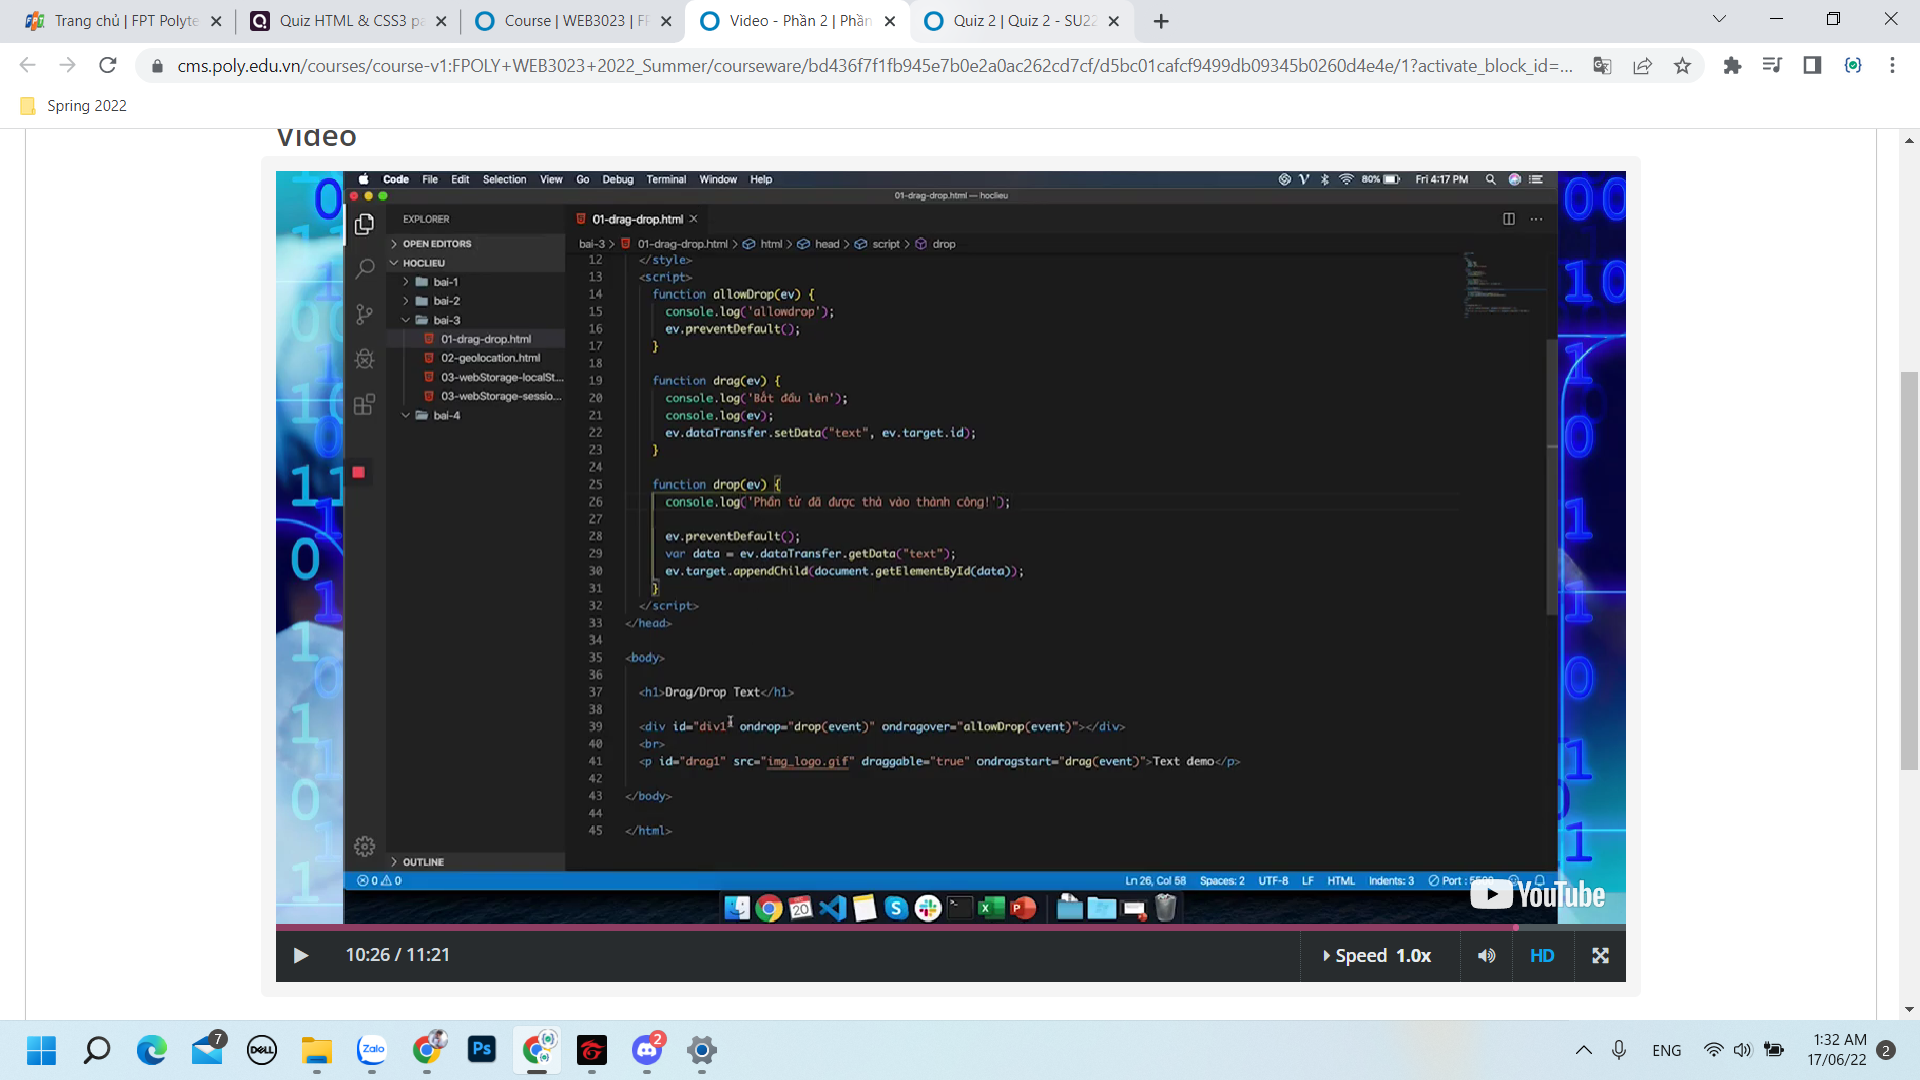 Trang chủ | FPT Polyte
Quiz HTML & CSS3 pa
Course | WEB3023 | FP
Video - Phần 2 | Phần
Quiz 2 | Quiz 2 - SU22
cms.poly.edu.vn/courses/course-v1:FPOLY+WEB3023+2022_Summer/courseware/bd436f7f1fb945e7b0e2a0ac262cd7cf/d5bc01cafcf9499db09345b0260d4e4e/1?activate_block_id=...
Spring 2022
Video
Code File Edit Selection View Go Debug Terminal Window Help
80% Fri 4:17 PM
01-drag-drop.html — hoclieu
EXPLORER
OPEN EDITORS
HOCLIEU
bai-1
bai-2
bai-3
01-drag-drop.html
02-geolocation.html
03-webStorage-localSt...
03-webStorage-sessio...
bai-4
OUTLINE
01-drag-drop.html
bai-3 > 01-drag-drop.html > html > head > script > drop
12 </style>
13 <script>
14 function allowDrop(ev) {
15 console.log('allowdrop');
16 ev.preventDefault();
17 }
18
19 function drag(ev) {
20 console.log('Bắt đầu lên');
21 console.log(ev);
22 ev.dataTransfer.setData("text", ev.target.id);
23 }
24
25 function drop(ev) {
26 console.log('Phần tử đã được thả vào thành công!');
27
28 ev.preventDefault();
29 var data = ev.dataTransfer.getData("text");
30 ev.target.appendChild(document.getElementById(data));
31 }
32 </script>
33 </head>
34
35 <body>
36
37 <h1>Drag/Drop Text</h1>
38
39 <div id="div1" ondrop="drop(event)" ondragover="allowDrop(event)"></div>
40 <br>
41 <p id="drag1" src="img_logo.gif" draggable="true" ondragstart="drag(event)">Text demo</p>
42
43 </body>
44
45 </html>
0 0
Ln 26, Col 58 Spaces: 2 UTF-8 LF HTML Indents: 3 Port :
20
YouTube
10:26 / 11:21
Speed 1.0x
HD
7
DELL
Zalo
Ps
2
ENG
1:32 AM
17/06/22
2